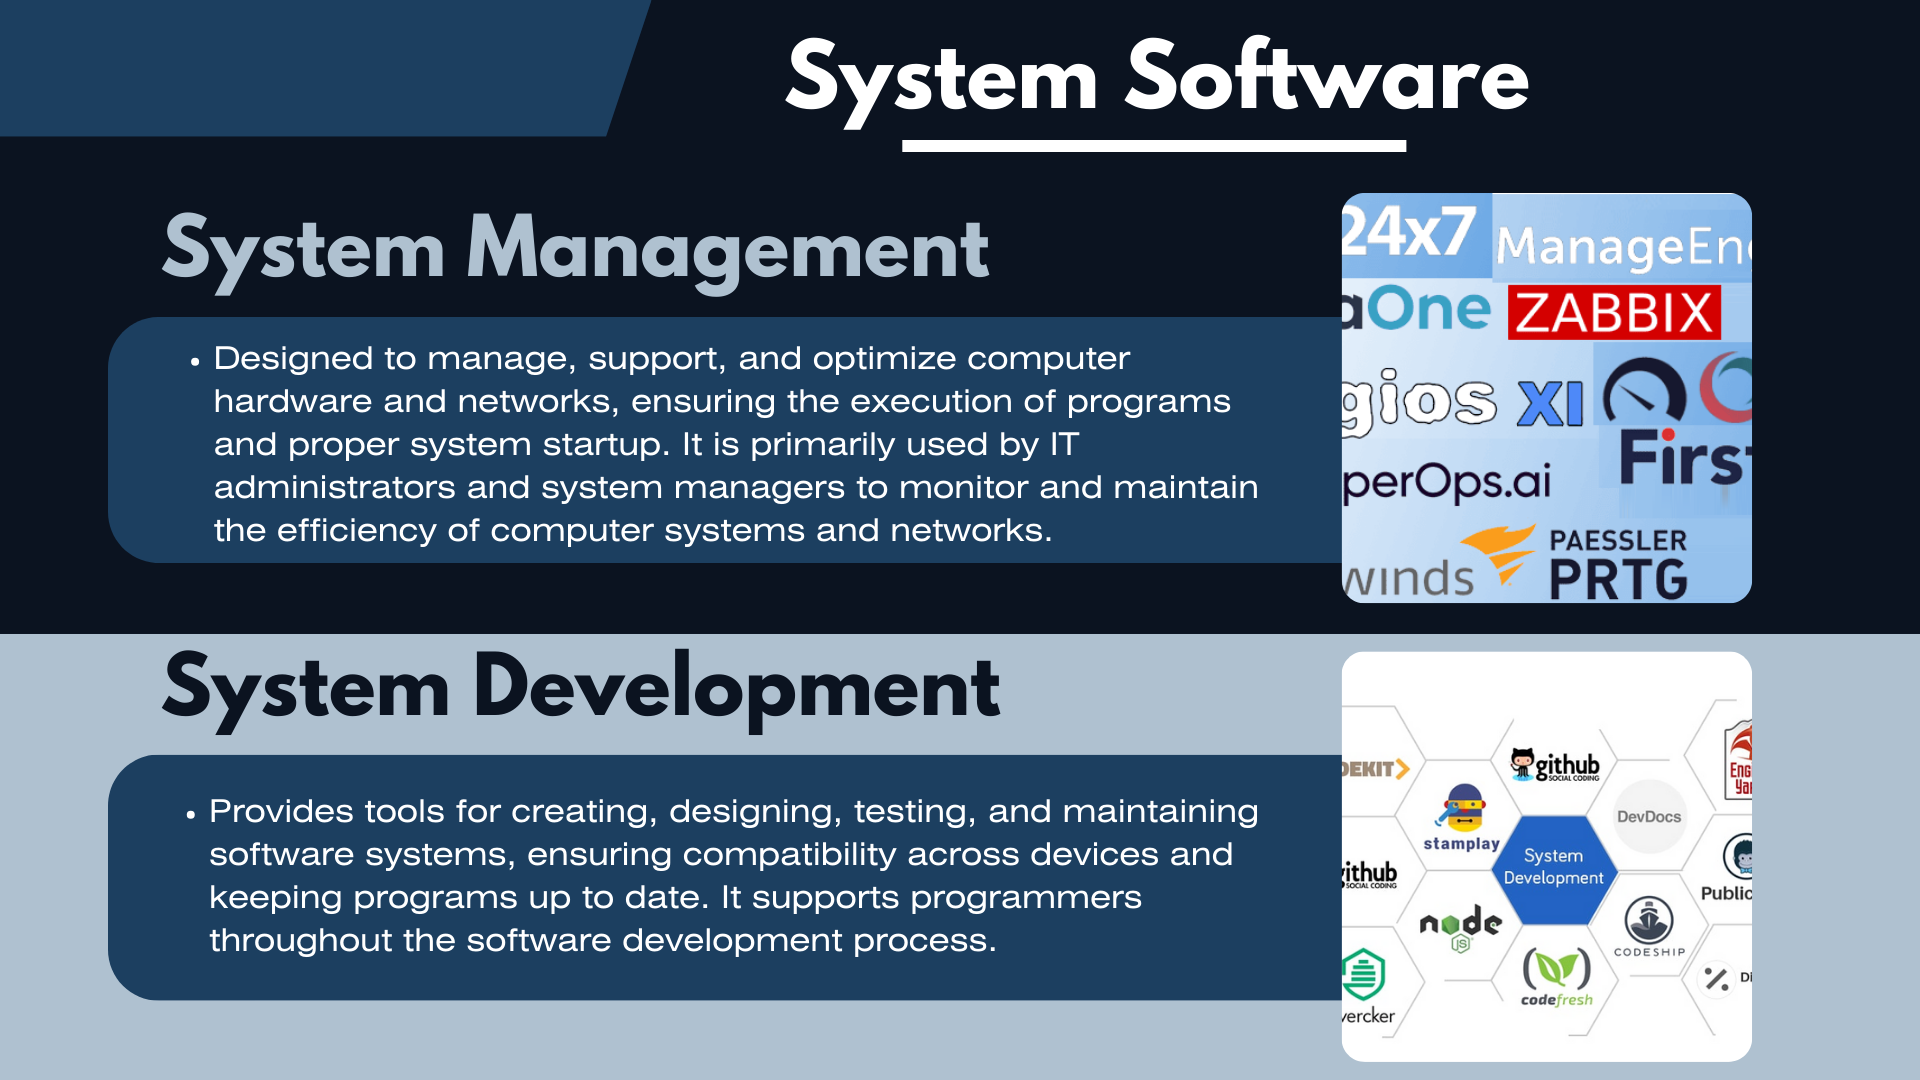 System Software
System Management
• Designed to manage, support, and optimize computer
hardware and networks, ensuring the execution of programs
and proper system startup. It is primarily used by IT
administrators and system managers to monitor and maintain
the efficiency of computer systems and networks.
24x7
ManageEng
aOne
ZABBIX
gios XI
First
perOps.ai
winds
PAESSLER
PRTG
System Development
• Provides tools for creating, designing, testing, and maintaining
software systems, ensuring compatibility across devices and
keeping programs up to date. It supports programmers
throughout the software development process.
DEKIT
github
SOCIAL CODING
Eng
Yar
stamplay
DevDocs
System
Development
ithub
SOCIAL CODING
Public
node
JS
CODESHIP
codefresh
Di
vercker